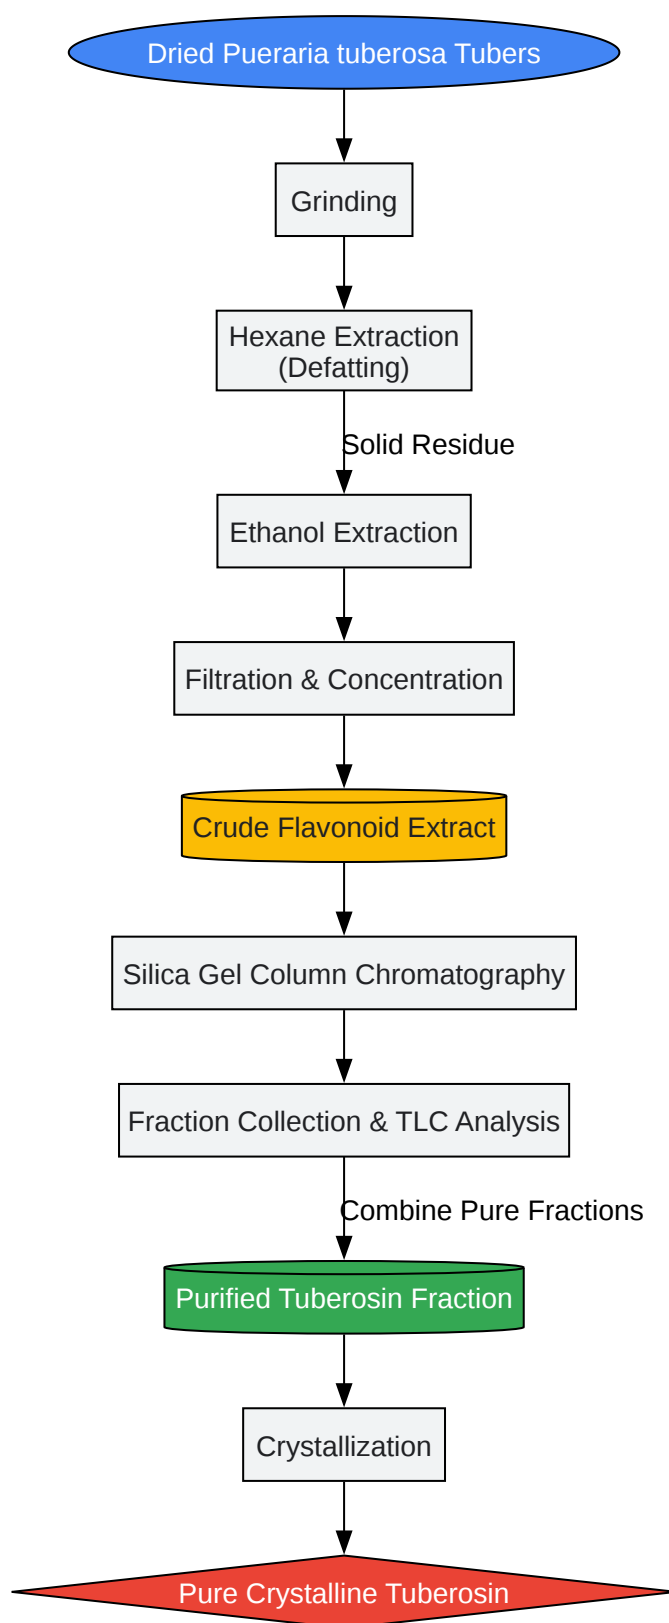 Dried Pueraria tuberosa Tubers
Grinding
Hexane Extraction
(Defatting)
Solid Residue
Ethanol Extraction
Filtration & Concentration
Crude Flavonoid Extract
Silica Gel Column Chromatography
Fraction Collection & TLC Analysis
Combine Pure Fractions
Purified Tuberosin Fraction
Crystallization
Pure Crystalline Tuberosin